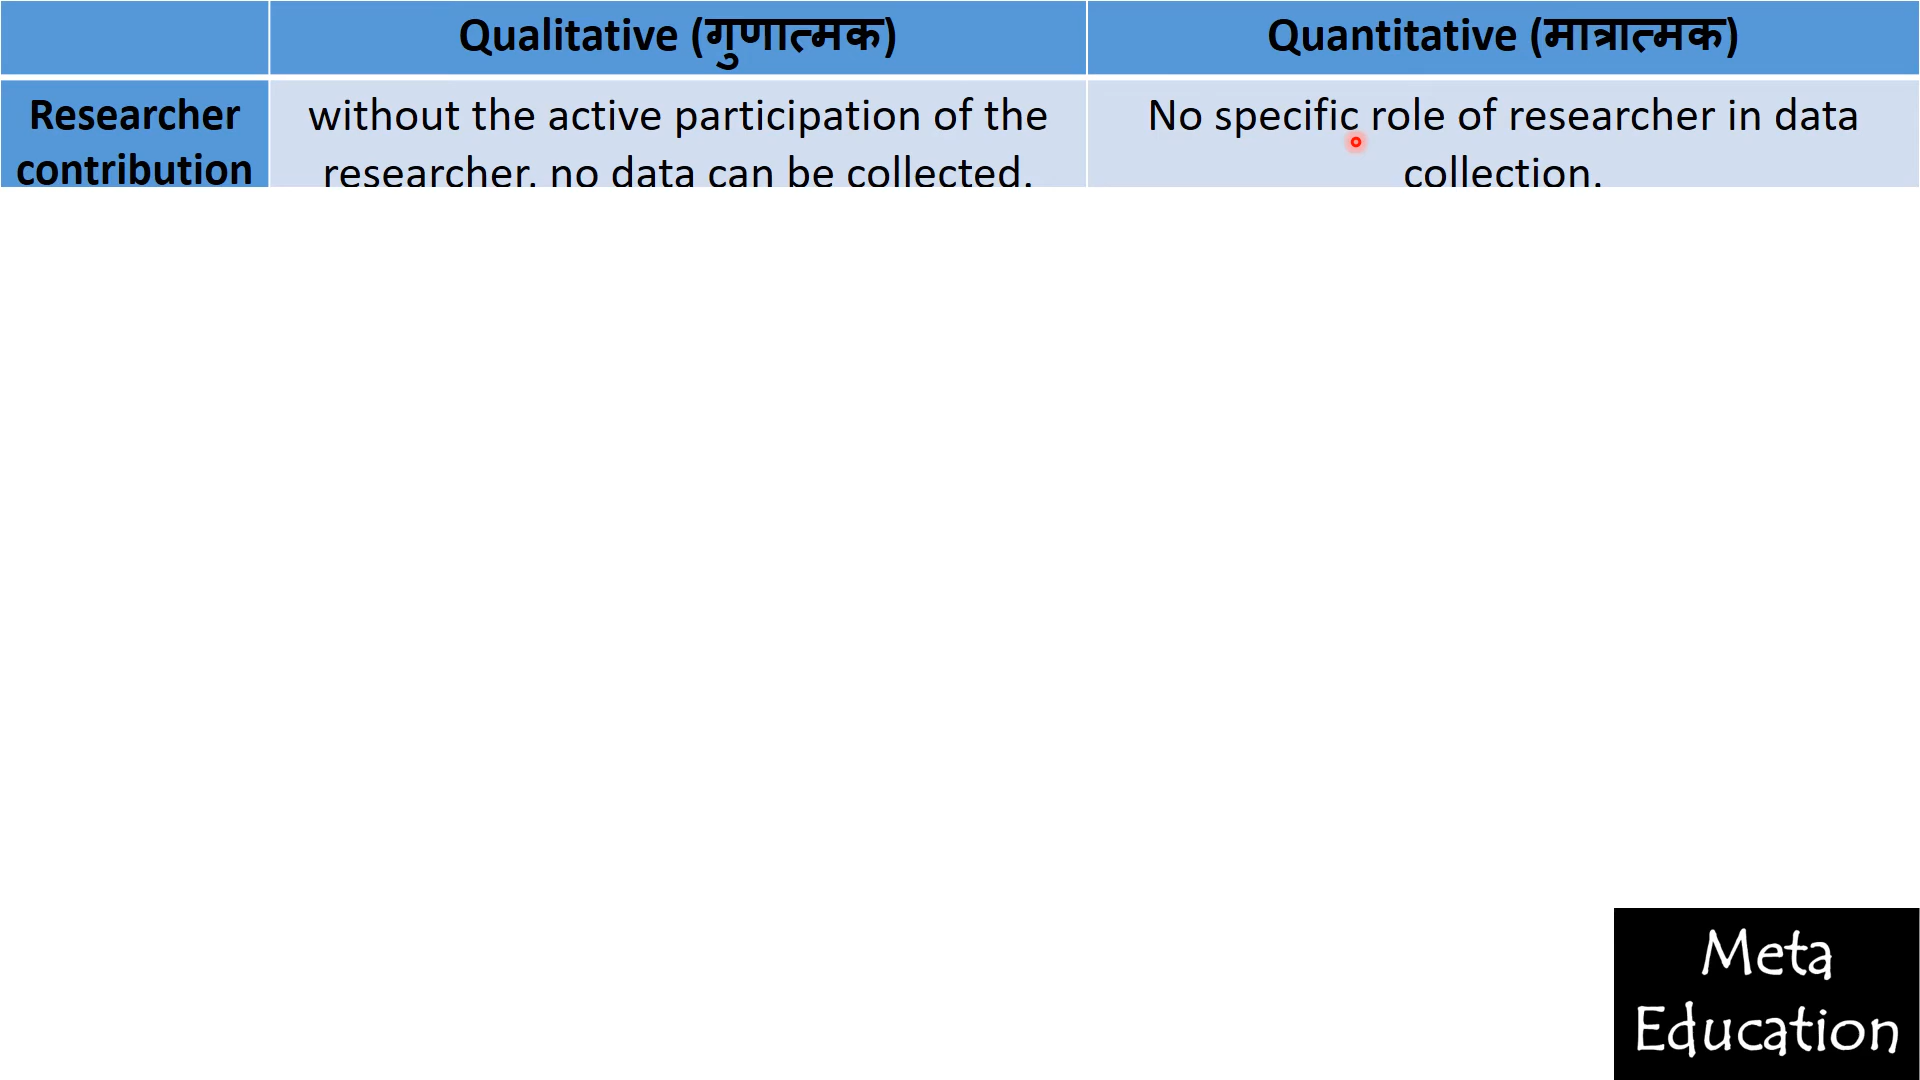 Qualitative (गुणात्मक)
Quantitative (मात्रात्मक)
Researcher
contribution
without the active participation of the
researcher, no data can be collected.
No specific role of researcher in data
collection.
Meta
Education